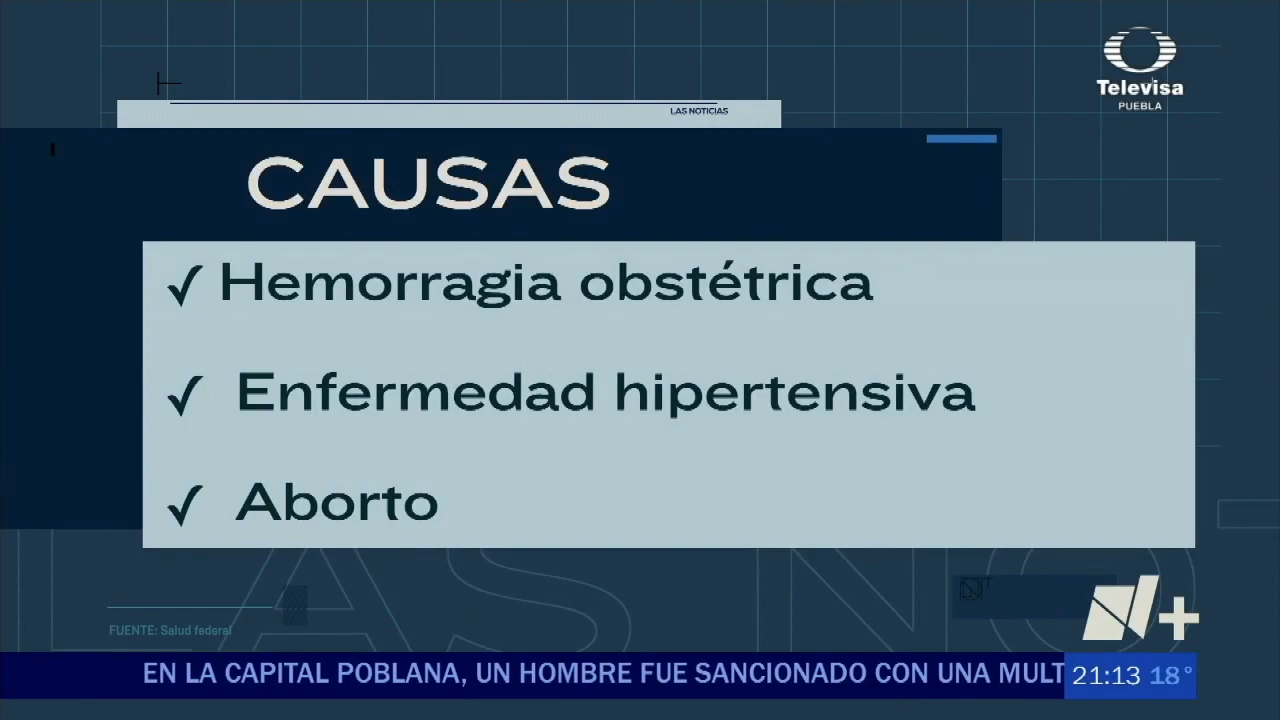 Televisa
PUEBLA
LAS NOTICIAS
CAUSAS
✓ Hemorragia obstétrica
✓ Enfermedad hipertensiva
✓ Aborto
N+
FUENTE: Salud federal
EN LA CAPITAL POBLANA, UN HOMBRE FUE SANCIONADO CON UNA MULT
21:13 18°